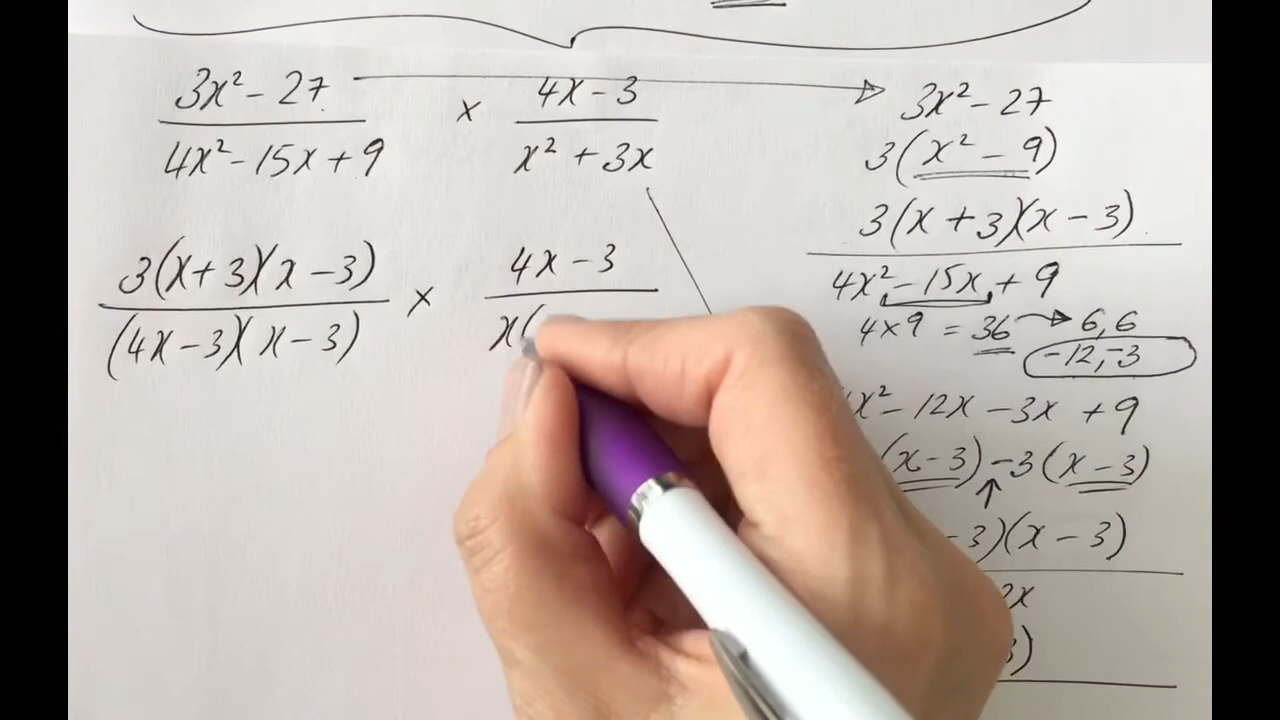 3x² - 27 × 4x - 3
4x² - 15x + 9 x² + 3x
3(x + 3)(x - 3) × 4x - 3
(4x - 3)(x - 3) x(
3x² - 27
3(x² - 9)
3(x + 3)(x - 3)
4x² - 15x + 9
4 × 9 = 36 → 6, 6
-12, -3
x² - 12x - 3x + 9
(x - 3) - 3(x - 3)
- 3)(x - 3)
x
)